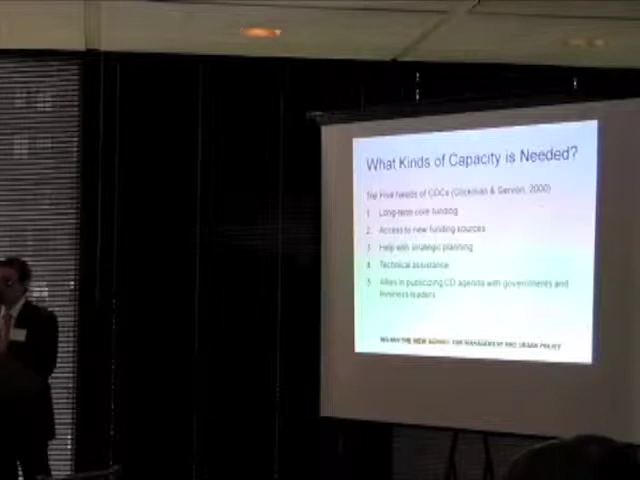 What Kinds of Capacity is Needed?
Top Five Needs of CDCs (Glickman & Servon, 2000)
1. Long-term core funding
2. Access to new funding sources
3. Help with strategic planning
4. Technical assistance
5. Allies in publicizing CD agenda with governments and
business leaders
MILANO THE NEW SCHOOL FOR MANAGEMENT AND URBAN POLICY